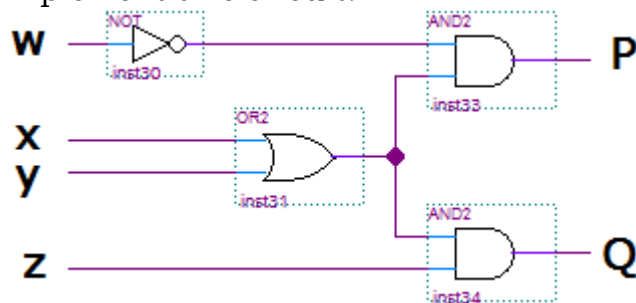 NOT
AND2
w
P
inst30
inst33
OR2
x
y
inst31
AND2
z
Q
inst34